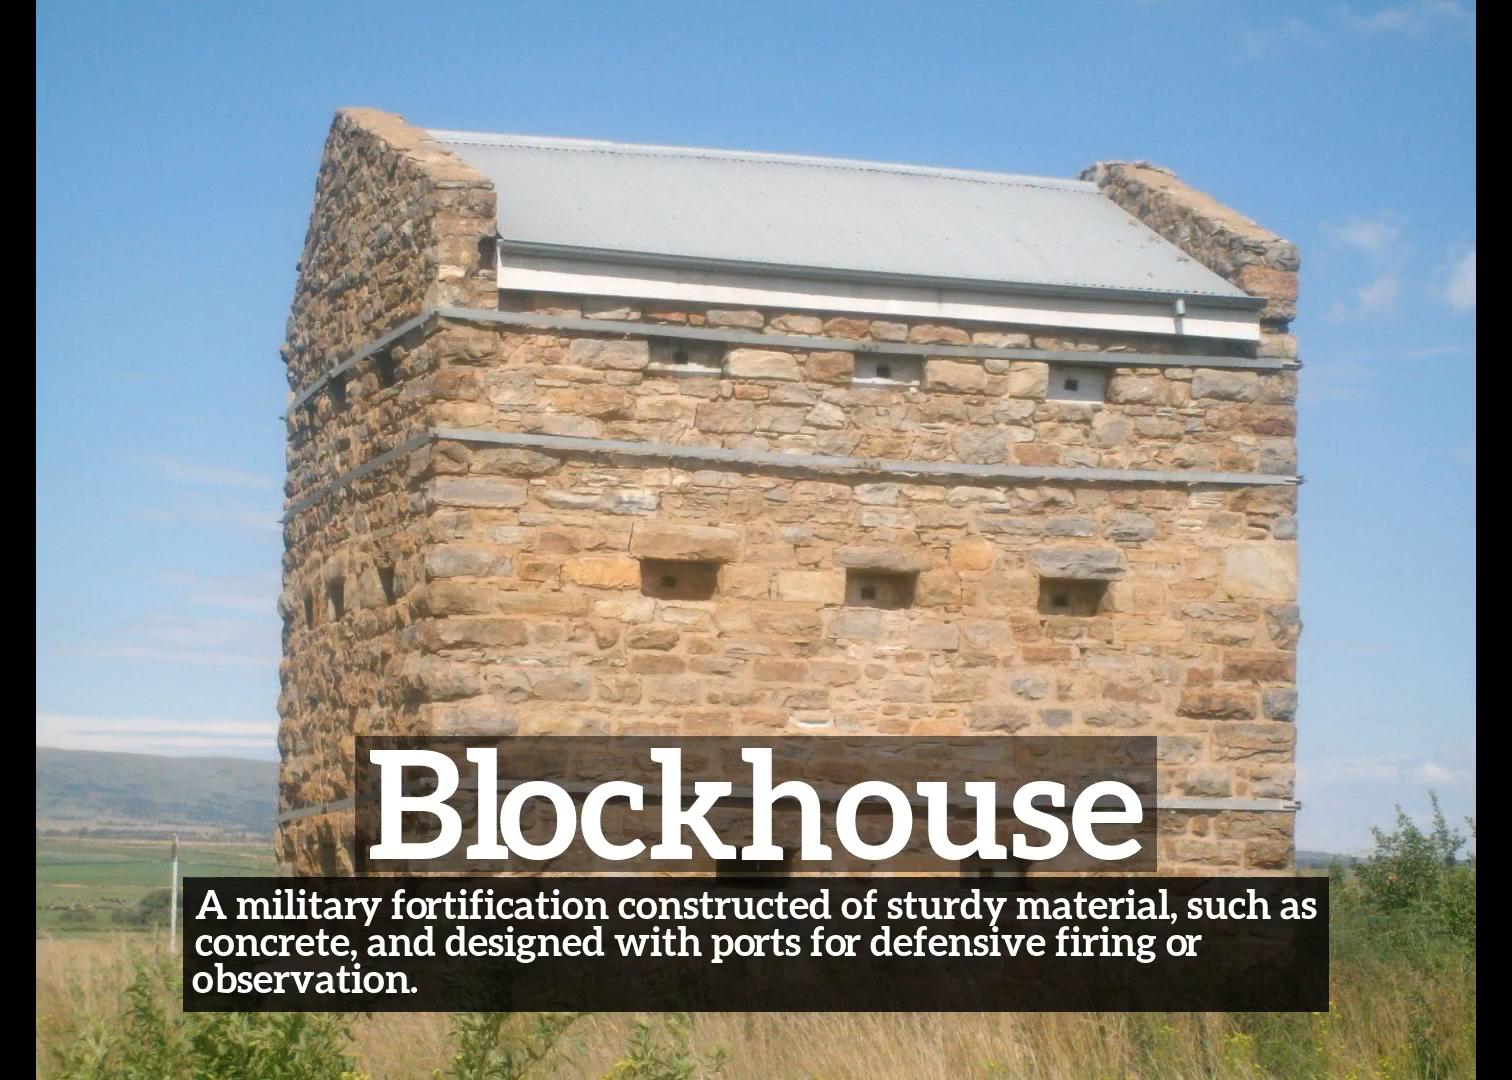 Blockhouse
A military fortification constructed of sturdy material, such as
concrete, and designed with ports for defensive firing or
observation.